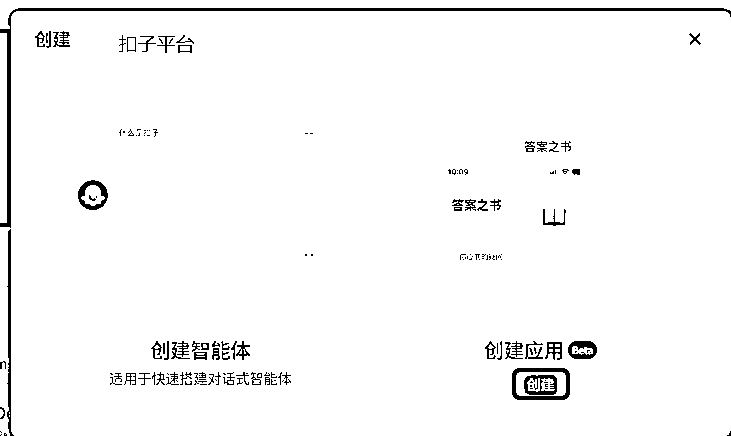 创建
扣子平台
什么是扣子
答案之书
10:09
答案之书
创建智能体
适用于快速搭建对话式智能体
创建应用 Beta
创建